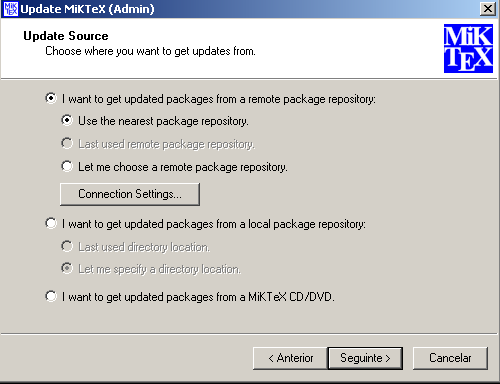 Update MiKTeX (Admin)
Update Source
Choose where you want to get updates from.
MiK
TEX
I want to get updated packages from a remote package repository:
Use the nearest package repository.
Last used remote package repository.
Let me choose a remote package repository.
Connection Settings...
I want to get updated packages from a local package repository:
Last used directory location.
Let me specify a directory location.
I want to get updated packages from a MiKTeX CD/DVD.
< Anterior Seguinte > Cancelar